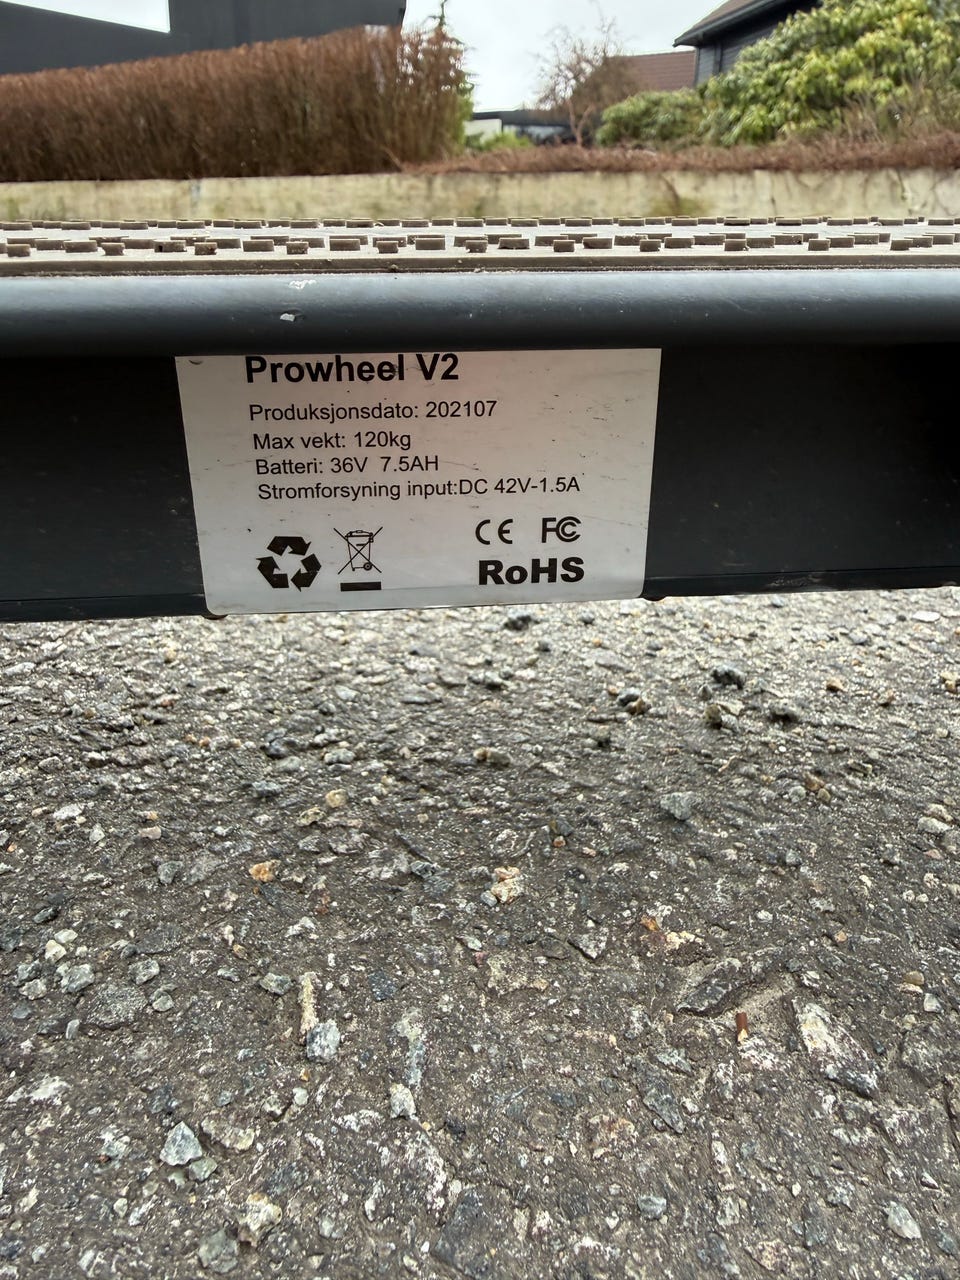 Prowheel V2
Produksjonsdato: 202107
Max vekt: 120kg
Batteri: 36V 7.5AH
Stromforsyning input:DC 42V-1.5A
CE FC
RoHS